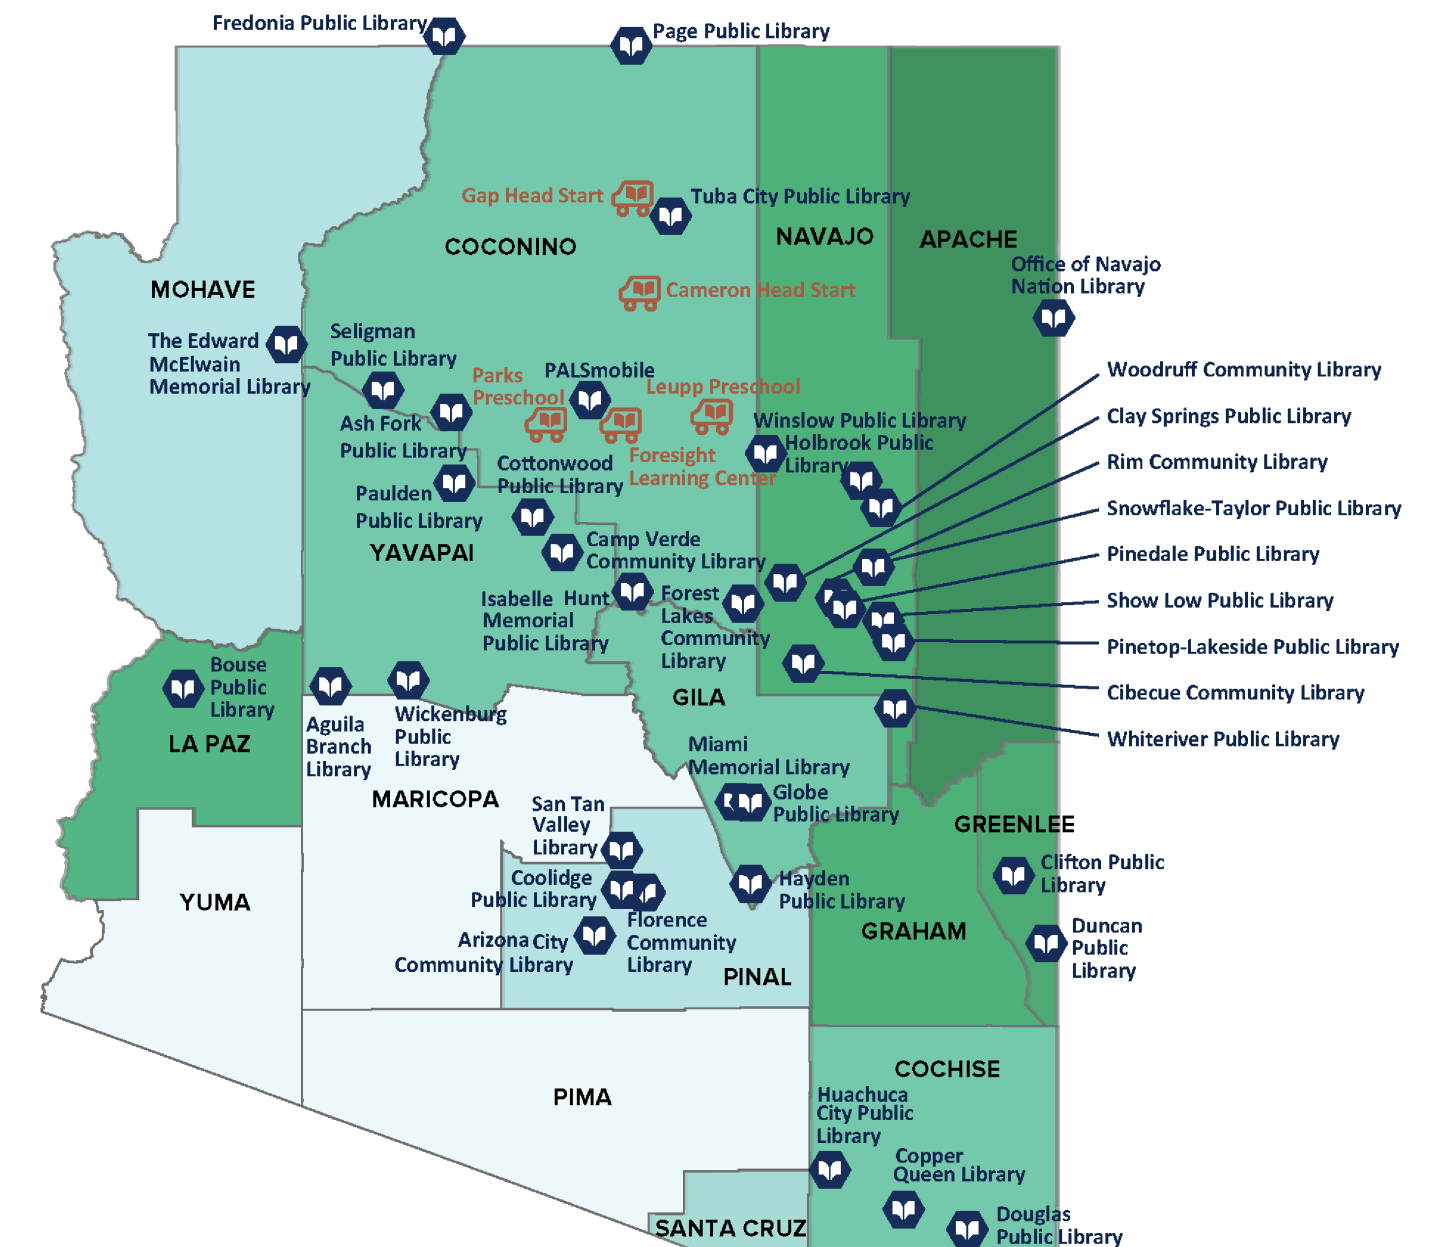 Fredonia Public Library
Page Public Library
Gap Head Start
Tuba City Public Library
COCONINO
NAVAJO
APACHE
Office of Navajo
Nation Library
MOHAVE
Cameron Head Start
The Edward
McElwain
Memorial Library
Seligman
Public Library
Parks
Preschool
PALSmobile
Leupp Preschool
Woodruff Community Library
Ash Fork
Public Library
Winslow Public Library
Holbrook Public
Library
Clay Springs Public Library
Foresight
Learning Center
Cottonwood
Public Library
Rim Community Library
Paulden
Public Library
Snowflake-Taylor Public Library
YAVAPAI
Camp Verde
Community Library
Pinedale Public Library
Isabelle Hunt
Memorial
Public Library
Forest
Lakes
Community
Library
Show Low Public Library
Pinetop-Lakeside Public Library
Bouse
Public
Library
GILA
Cibecue Community Library
LA PAZ
Aguila
Branch
Library
Wickenburg
Public
Library
Whiteriver Public Library
Miami
Memorial Library
MARICOPA
San Tan
Valley
Library
Globe
Public Library
GREENLEE
YUMA
Coolidge
Public Library
Hayden
Public Library
Clifton Public
Library
Arizona City
Community Library
Florence
Community
Library
GRAHAM
Duncan
Public
Library
PINAL
PIMA
COCHISE
Huachuca
City Public
Library
Copper
Queen Library
SANTA CRUZ
Douglas
Public Library